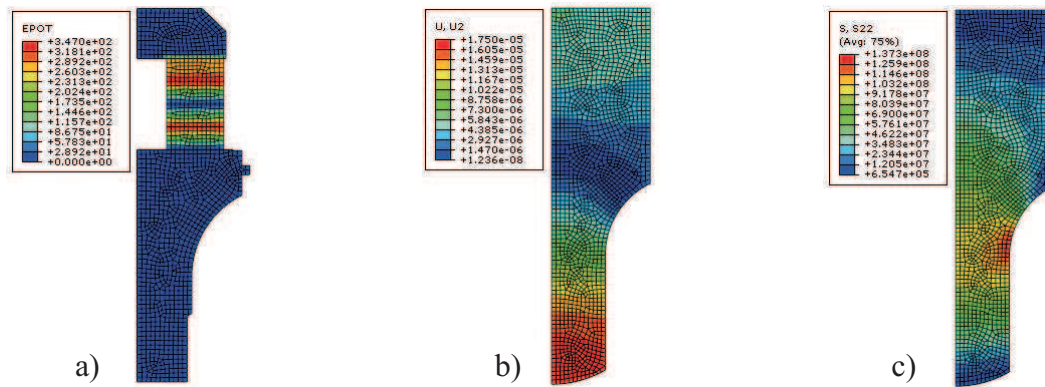 EPOT
+3.470e+02
+3.181e+02
+2.892e+02
+2.603e+02
+2.313e+02
+2.024e+02
+1.735e+02
+1.446e+02
+1.157e+02
+8.675e+01
+5.783e+01
+2.892e+01
+0.000e+00
a)
U, U2
+1.750e-05
+1.605e-05
+1.459e-05
+1.313e-05
+1.167e-05
+1.022e-05
+8.758e-06
+7.300e-06
+5.843e-06
+4.385e-06
+2.927e-06
+1.470e-06
+1.236e-08
b)
S, S22
(Avg: 75%)
+1.373e+08
+1.259e+08
+1.146e+08
+1.032e+08
+9.178e+07
+8.039e+07
+6.900e+07
+5.761e+07
+4.622e+07
+3.483e+07
+2.344e+07
+1.205e+07
+6.547e+05
c)